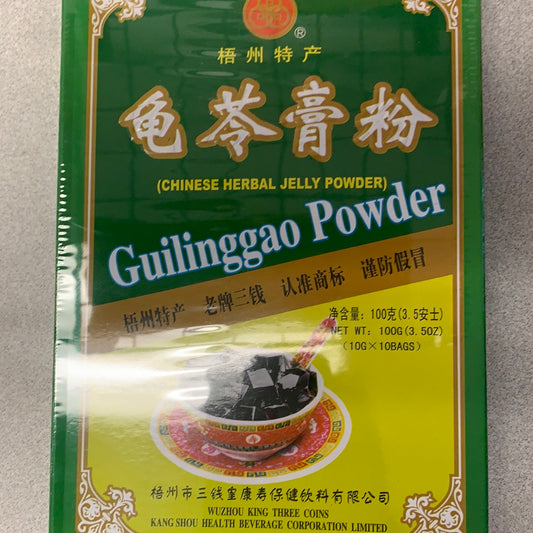 ®
梧州特产
龟苓膏粉
(CHINESE HERBAL JELLY POWDER)
Guilinggao Powder
梧州特产 老牌三钱 认准商标 谨防假冒
净含量: 100克(3.5安士)
NET WT: 100G(3.5OZ)
(10G×10BAGS)
梧州市三钱皇康寿保健饮料有限公司
WUZHOU KING THREE COINS
KANG SHOU HEALTH BEVERAGE CORPORATION LIMITED